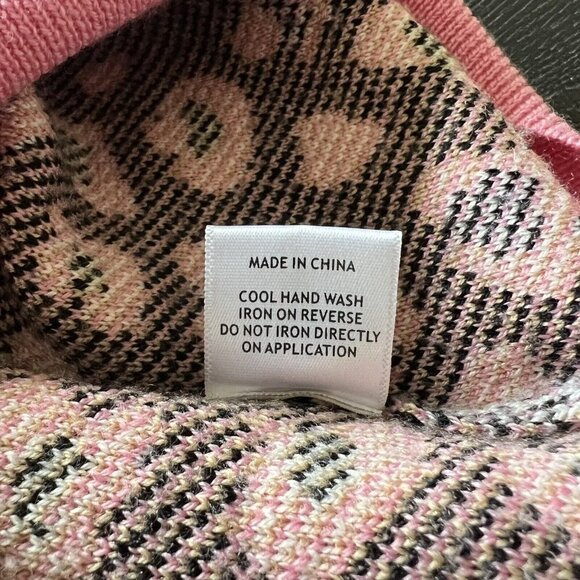 MADE IN CHINA
COOL HAND WASH
IRON ON REVERSE
DO NOT IRON DIRECTLY
ON APPLICATION